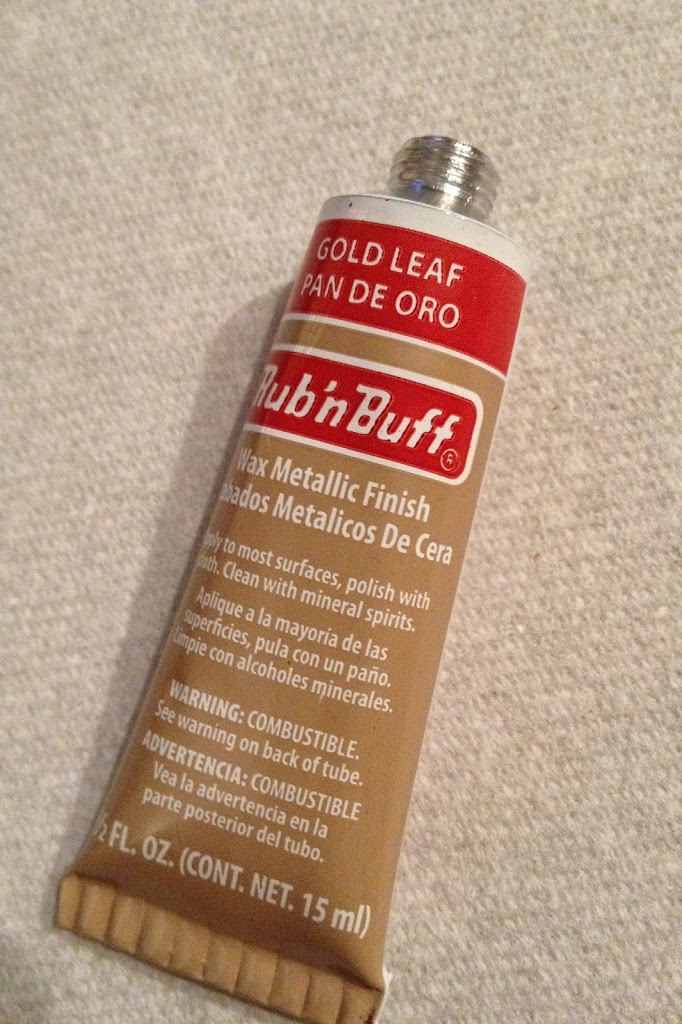 GOLD LEAF
PAN DE ORO
Rub'n Buff®
Wax Metallic Finish
Metalicos De Cera
to most surfaces, polish with
Clean with mineral spirits.
Aplique a la mayoría de las
superficies, pula con un paño.
Limpie con alcoholes minerales.
WARNING: COMBUSTIBLE.
See warning on back of tube.
ADVERTENCIA: COMBUSTIBLE
Vea la advertencia en la
parte posterior del tubo.
½ FL. OZ. (CONT. NET. 15 ml)